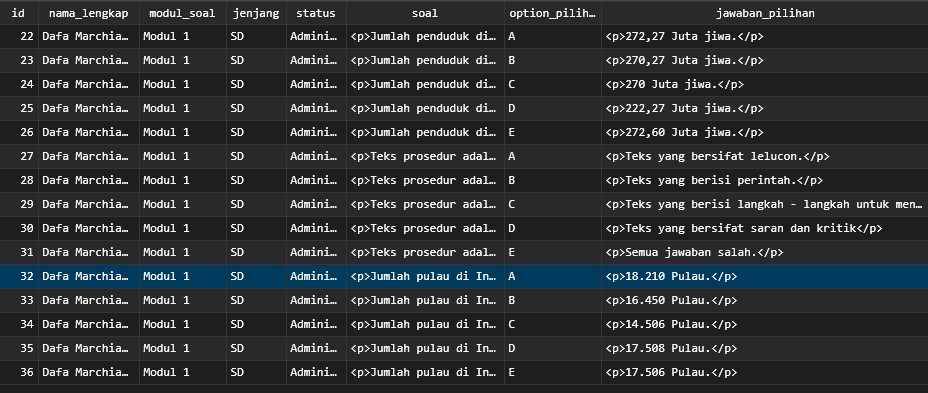 id nama_lengkap modul_soal jenjang status soal option_pilih… jawaban_pilihan
22 Dafa Marchia… Modul 1 SD Admini… <p>Jumlah penduduk di… A <p>272,27 Juta jiwa.</p>
23 Dafa Marchia… Modul 1 SD Admini… <p>Jumlah penduduk di… B <p>270,27 Juta jiwa.</p>
24 Dafa Marchia… Modul 1 SD Admini… <p>Jumlah penduduk di… C <p>270 Juta jiwa.</p>
25 Dafa Marchia… Modul 1 SD Admini… <p>Jumlah penduduk di… D <p>222,27 Juta jiwa.</p>
26 Dafa Marchia… Modul 1 SD Admini… <p>Jumlah penduduk di… E <p>272,60 Juta jiwa.</p>
27 Dafa Marchia… Modul 1 SD Admini… <p>Teks prosedur adal… A <p>Teks yang bersifat lelucon.</p>
28 Dafa Marchia… Modul 1 SD Admini… <p>Teks prosedur adal… B <p>Teks yang berisi perintah.</p>
29 Dafa Marchia… Modul 1 SD Admini… <p>Teks prosedur adal… C <p>Teks yang berisi langkah - langkah untuk men…
30 Dafa Marchia… Modul 1 SD Admini… <p>Teks prosedur adal… D <p>Teks yang bersifat saran dan kritik</p>
31 Dafa Marchia… Modul 1 SD Admini… <p>Teks prosedur adal… E <p>Semua jawaban salah.</p>
32 Dafa Marchia… Modul 1 SD Admini… <p>Jumlah pulau di In… A <p>18.210 Pulau.</p>
33 Dafa Marchia… Modul 1 SD Admini… <p>Jumlah pulau di In… B <p>16.450 Pulau.</p>
34 Dafa Marchia… Modul 1 SD Admini… <p>Jumlah pulau di In… C <p>14.506 Pulau.</p>
35 Dafa Marchia… Modul 1 SD Admini… <p>Jumlah pulau di In… D <p>17.508 Pulau.</p>
36 Dafa Marchia… Modul 1 SD Admini… <p>Jumlah pulau di In… E <p>17.506 Pulau.</p>